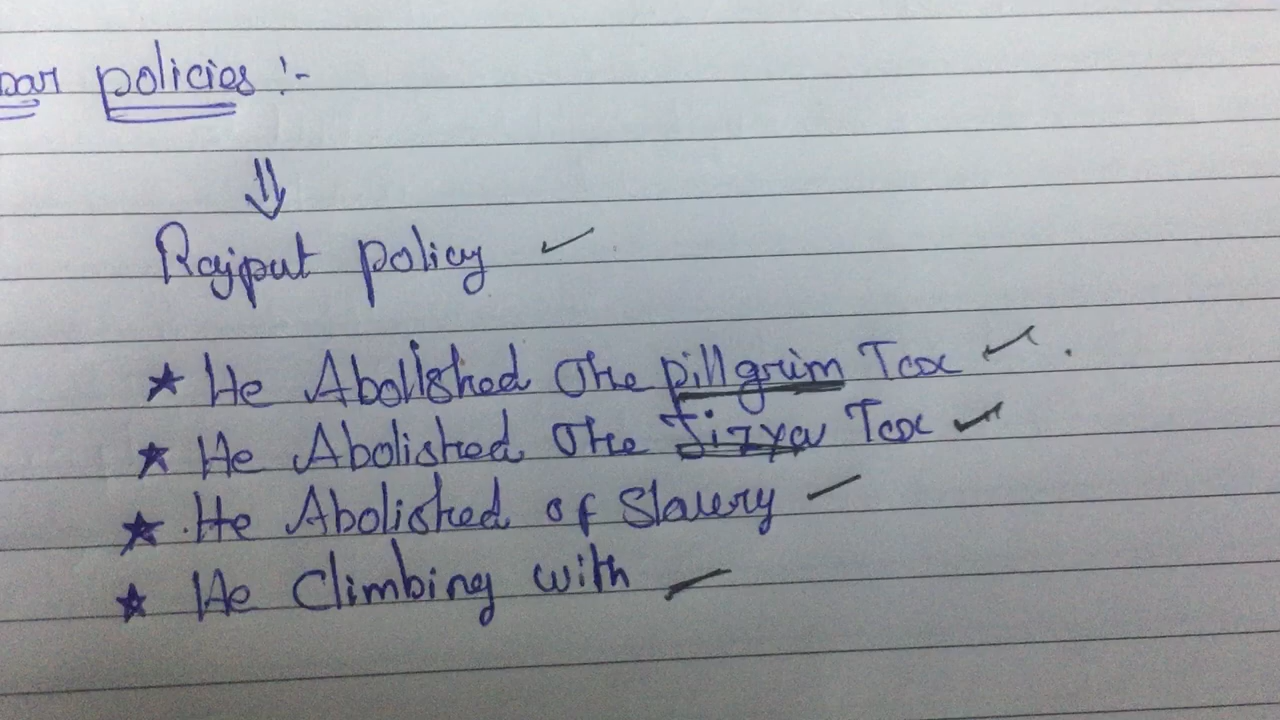 bar policies :-
⇓
Rajput policy ✓
★ He Abolished The pillgrim Tax ✓ .
★ He Abolished The Jizya Tax ✓
★ He Abolished of Slavery
★ He Climbing with